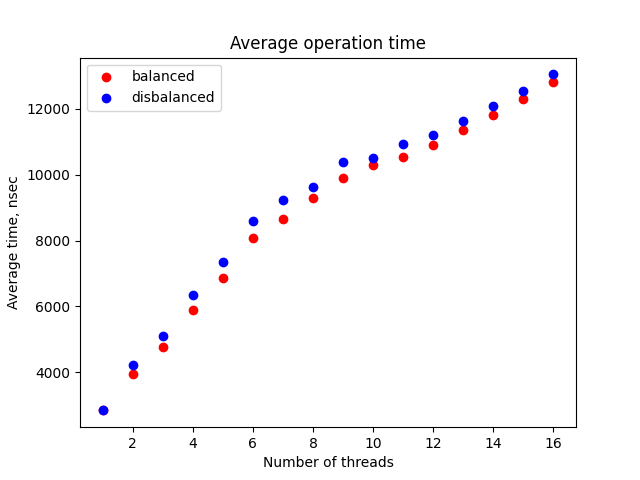 Average operation time
balanced
disbalanced
12000
10000
8000
6000
4000
Average time, nsec
2 4 6 8 10 12 14 16
Number of threads